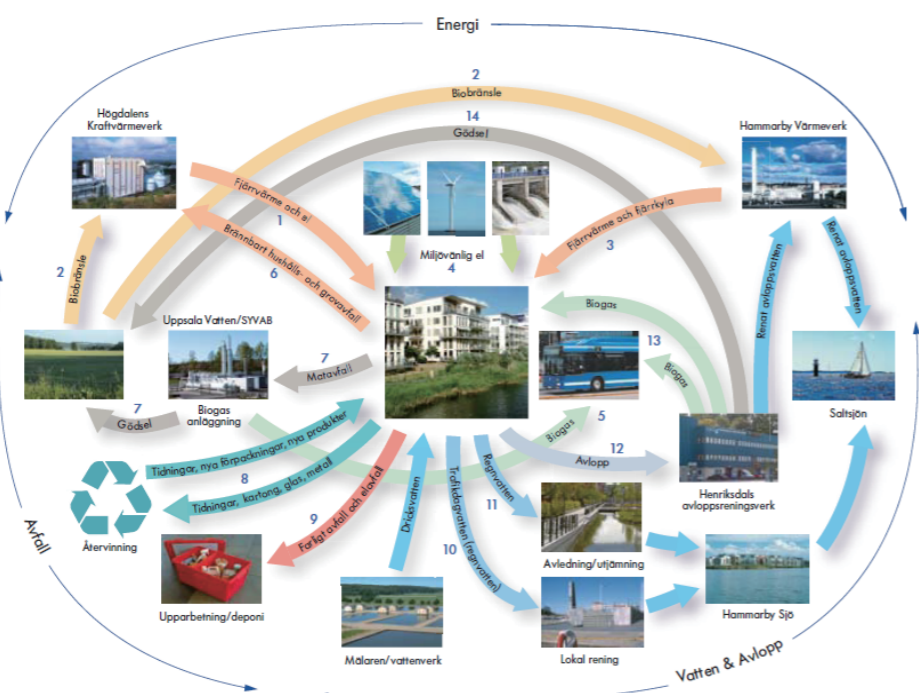 Energi
2
Biobränsle
14
Gödsel
Högdalens
Kraftvärmeverk
Hammarby Värmeverk
Fjärrvärme och el
1
Brännbart hushålls- och grovavfall
6
Miljövänlig el
4
Fjärrvärme och fjärrkyla
3
2
Biobränsle
Renat avloppsvatten
Renat avloppsvatten
Uppsala Vatten/SYVAB
7
Matavfall
Biogas
13
Biogas
Saltsjön
7
Gödsel
Biogas
anläggning
5
Biogas
Tidningar, nya förpackningar, nya produkter
8
Tidningar, kartong, glas, metall
12
Avlopp
Henriksdals
avloppsreningsverk
Återvinning
9
Farligt avfall och elavfall
Dricksvatten
Trafikdagvatten (regnvatten)
10
Regnvatten
11
Avledning/utjämning
Avfall
Upparbetning/deponi
Mälaren/vattenverk
Lokal rening
Hammarby Sjö
Vatten & Avlopp